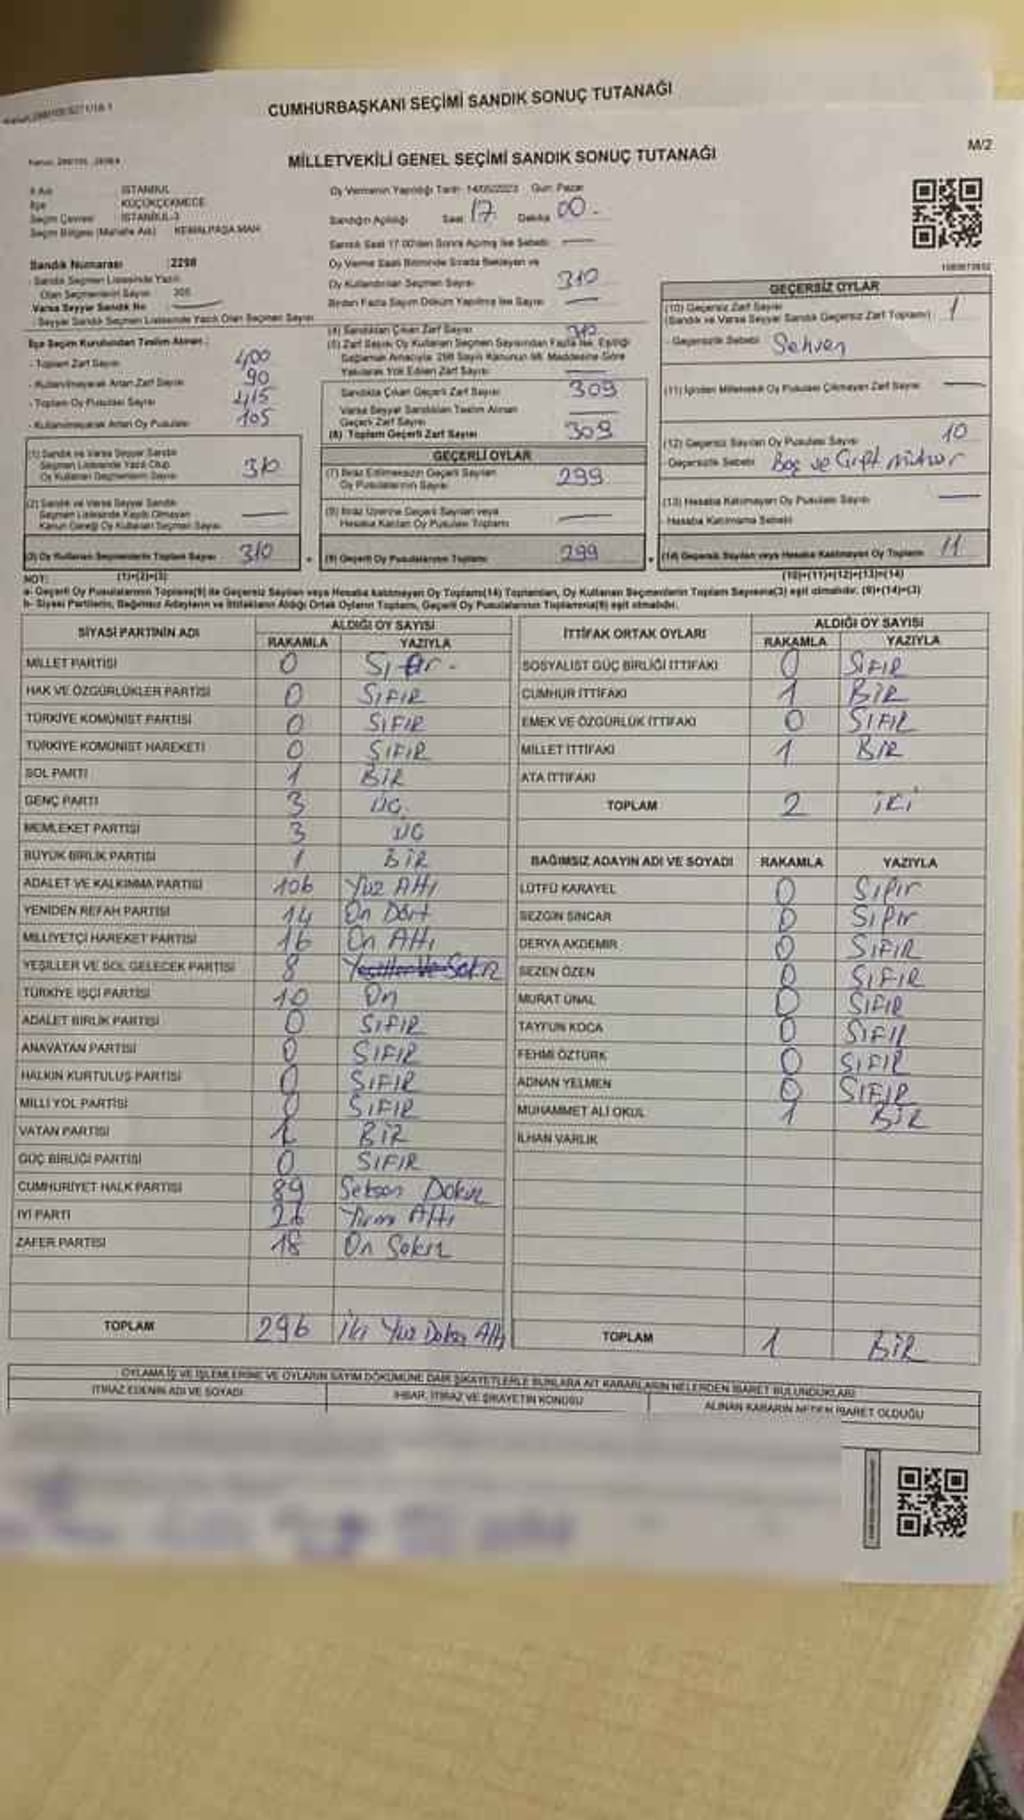 CUMHURBAŞKANI SEÇİMİ SANDIK SONUÇ TUTANAĞI
MİLLETVEKİLİ GENEL SEÇİMİ SANDIK SONUÇ TUTANAĞI
M/2
İSTANBUL
İlçe KÜÇÜKÇEKMECE
Seçim Çevresi İSTANBUL-3
Seçim Bölgesi (Mahalle Adı) KEMALPAŞA MAH.
Sandık Numarası 2298
Sandık Seçmen Listesinde Yazılı
Olan Seçmenlerin Sayısı
Varsa Seyyar Sandık No
Seyyar Sandık Seçmen Listesinde Yazılı Olan Seçmen Sayısı
İlçe Seçim Kurulundan Teslim Alınan:
- Toplam Zarf Sayısı 400
- Kullanılmayarak Artan Zarf Sayısı 90
- Toplam Oy Pusulası Sayısı 415
- Kullanılmayarak Artan Oy Pusulası 105
(1) Sandık ve Varsa Seyyar Sandık
Seçmen Listesinde Yazılı Olup
Oy Kullanan Seçmenlerin Sayısı 310
(2) Sandık ve Varsa Seyyar Sandık
Seçmen Listesinde Kaydı Olmayan
Kanun Gereği Oy Kullanan Seçmen Sayısı
(3) Oy Kullanan Seçmenlerin Toplam Sayısı 310
(1)+(2)=(3)
Oy Vermenin Yapıldığı Tarih 14/05/2023 Gün: Pazar
Sandığın Açıldığı Saat 17 Dakika 00.
Sandık Saat 17.00'den Sonra Açılmış İse Sebebi
Oy Verme Saati Bitiminde Sırada Bekleyen ve
Oy Kullandırılan Seçmen Sayısı 310
Birden Fazla Sayım Döküm Yapılmış İse Sayısı
(4) Sandıktan Çıkan Zarf Sayısı 310
(5) Zarf Sayısı Oy Kullanan Seçmen Sayısından Fazla İse, Eşitliği
Sağlamak Amacıyla 298 Sayılı Kanunun 98. Maddesine Göre
Yakılarak Yok Edilen Zarf Sayısı
Sandıkta Çıkan Geçerli Zarf Sayısı 309
Varsa Seyyar Sandıktan Teslim Alınan
Geçerli Zarf Sayısı
(6) Toplam Geçerli Zarf Sayısı 309
GEÇERLİ OYLAR
(7) İtiraz Edilmeksizin Geçerli Sayılan
Oy Pusulalarının Sayısı 299
(8) İtiraz Üzerine Geçerli Sayılan veya
Hesaba Katılan Oy Pusulası Toplamı
(9) Geçerli Oy Pusulalarının Toplamı 299
GEÇERSİZ OYLAR
(10) Geçersiz Zarf Sayısı 1
(Sandık ve Varsa Seyyar Sandık Geçersiz Zarf Toplamı)
- Geçersizlik Sebebi Sehven
(11) İçinden Milletvekili Oy Pusulası Çıkmayan Zarf Sayısı
(12) Geçersiz Sayılan Oy Pusulası Sayısı 10
- Geçersizlik Sebebi Boş ve Çift mühür
(13) Hesaba Katılmayan Oy Pusulası Sayısı
- Hesaba Katılmama Sebebi
(14) Geçersiz Sayılan veya Hesaba Katılmayan Oy Toplamı 11
(10)+(11)+(12)+(13)=(14)
NOT:
a- Geçerli Oy Pusulalarının Toplamı(9) ile Geçersiz Sayılan veya Hesaba katılmayan Oy Toplamı(14) Toplamları, Oy Kullanan Seçmenlerin Toplam Sayısına(3) eşit olmalıdır. (9)+(14)=(3)
b- Siyasi Partilerin, Bağımsız Adayların ve İttifakların Aldığı Ortak Oyların Toplamı, Geçerli Oy Pusulalarının Toplamına(9) eşit olmalıdır.
SİYASİ PARTİNİN ADI ALDIĞI OY SAYISI
RAKAMLA YAZIYLA
MİLLET PARTİSİ 0
HAK VE ÖZGÜRLÜKLER PARTİSİ 0 SIFIR
TÜRKİYE KOMÜNİST PARTİSİ 0 SIFIR
TÜRKİYE KOMÜNİST HAREKETİ 0 SIFIR
SOL PARTİ 1 BİR
GENÇ PARTİ 3 ÜÇ
MEMLEKET PARTİSİ 3 ÜÇ
BÜYÜK BİRLİK PARTİSİ 1 BİR
ADALET VE KALKINMA PARTİSİ 106 Yüz Altı
YENİDEN REFAH PARTİSİ 14 On Dört
MİLLİYETÇİ HAREKET PARTİSİ 16 On Altı
YEŞİLLER VE SOL GELECEK PARTİSİ 8 Sekiz
TÜRKİYE İŞÇİ PARTİSİ 10 On
ADALET BİRLİK PARTİSİ 0 SIFIR
ANAVATAN PARTİSİ 0 SIFIR
HALKIN KURTULUŞ PARTİSİ 0 SIFIR
MİLLİ YOL PARTİSİ 0 SIFIR
VATAN PARTİSİ 1 BİR
GÜÇ BİRLİĞİ PARTİSİ 0 SIFIR
CUMHURİYET HALK PARTİSİ 89 Seksen Dokuz
İYİ PARTİ 26 Yirmi Altı
ZAFER PARTİSİ 18 On Sekiz
TOPLAM 296 İki Yüz Doksan Altı
İTTİFAK ORTAK OYLARI ALDIĞI OY SAYISI
RAKAMLA YAZIYLA
SOSYALİST GÜÇ BİRLİĞİ İTTİFAKI 0 SIFIR
CUMHUR İTTİFAKI 1 BİR
EMEK VE ÖZGÜRLÜK İTTİFAKI 0 SIFIR
MİLLET İTTİFAKI 1 BİR
ATA İTTİFAKI
TOPLAM 2 İKİ
BAĞIMSIZ ADAYIN ADI VE SOYADI RAKAMLA YAZIYLA
LÜTFÜ KARAYEL 0 Sıfır
SEZGİN SİNCAR 0 Sıfır
DERYA AKDEMİR 0 SIFIR
SEZEN ÖZEN 0 SIFIR
MURAT ÜNAL 0 SIFIR
TAYFUN KOCA 0 SIFIR
FEHMİ ÖZTÜRK 0 SIFIR
ADNAN YELMEN 0 SIFIR
MUHAMMET ALİ OKUL 1 BİR
İLHAN VARLIK
TOPLAM 1 BİR
OYLAMA İŞ VE İŞLEMLERİNE VE OYLARIN SAYIM DÖKÜMÜNE DAİR ŞİKAYETLERLE BUNLARA AİT KARARLARIN NELERDEN İBARET BULUNDUKLARI
İTİRAZ EDENİN ADI VE SOYADI İHBAR, İTİRAZ VE ŞİKAYETİN KONUSU ALINAN KARARIN NEDEN İBARET OLDUĞU